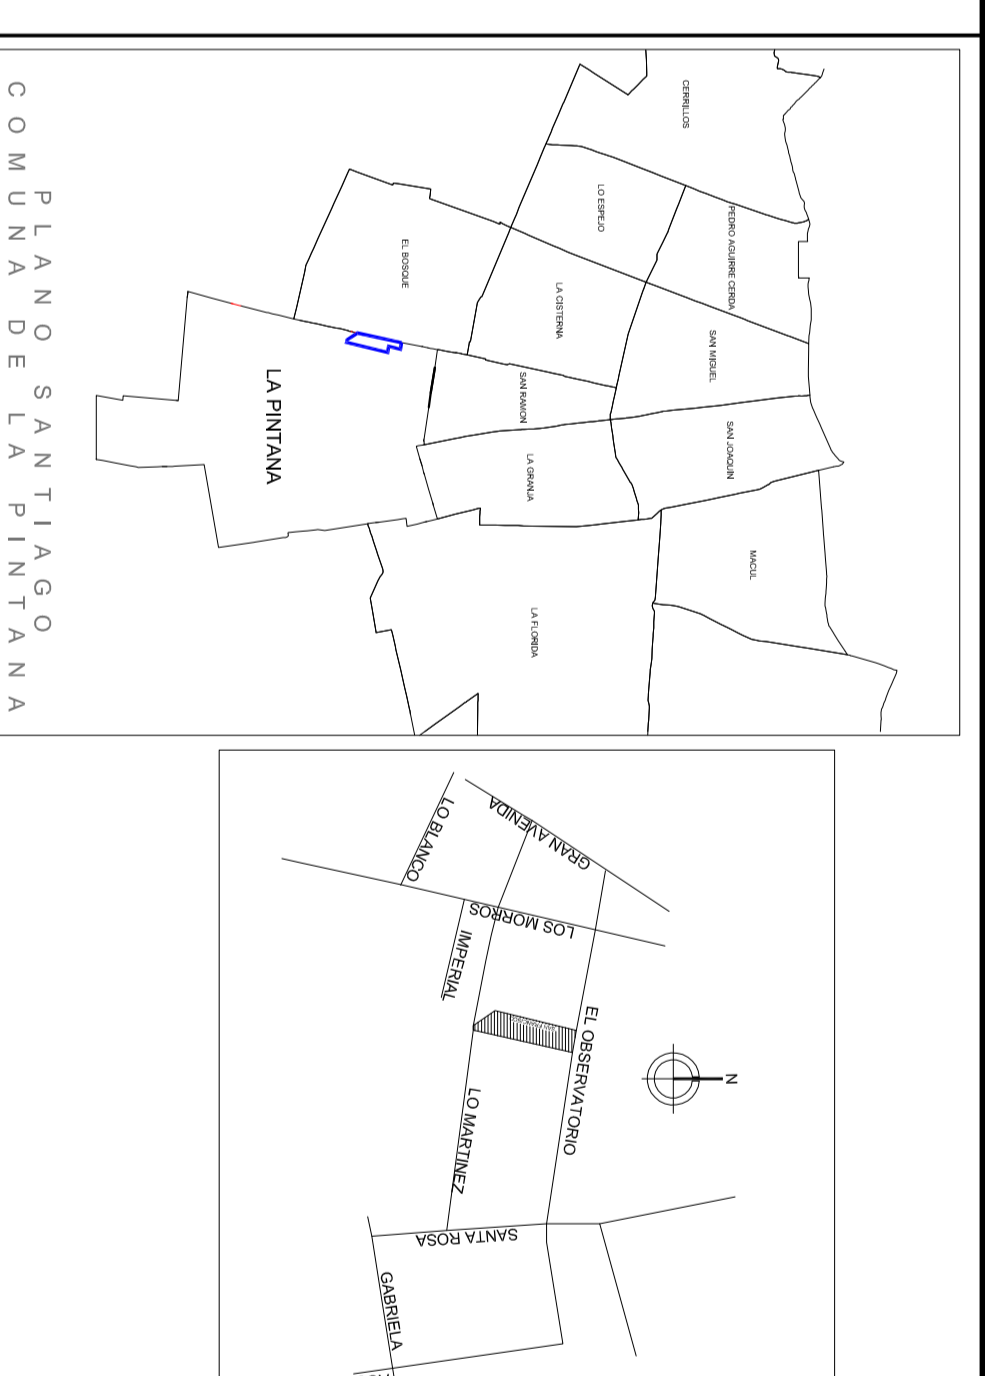 CERRILLOS
PEDRO AGUIRRE CERDA
LO ESPEJO
EL BOSQUE
LA CISTERNA
SAN MIGUEL
SAN RAMON
SAN JOAQUIN
LA PINTANA
LA GRANJA
MACUL
LA FLORIDA
PLANO SANTIAGO
COMUNA DE LA PINTANA
GRAN AVENIDA
LO BLANCO
LOS MORROS
IMPERIAL
EL OBSERVATORIO
N
LO MARTINEZ
SANTA ROSA
GABRIELA